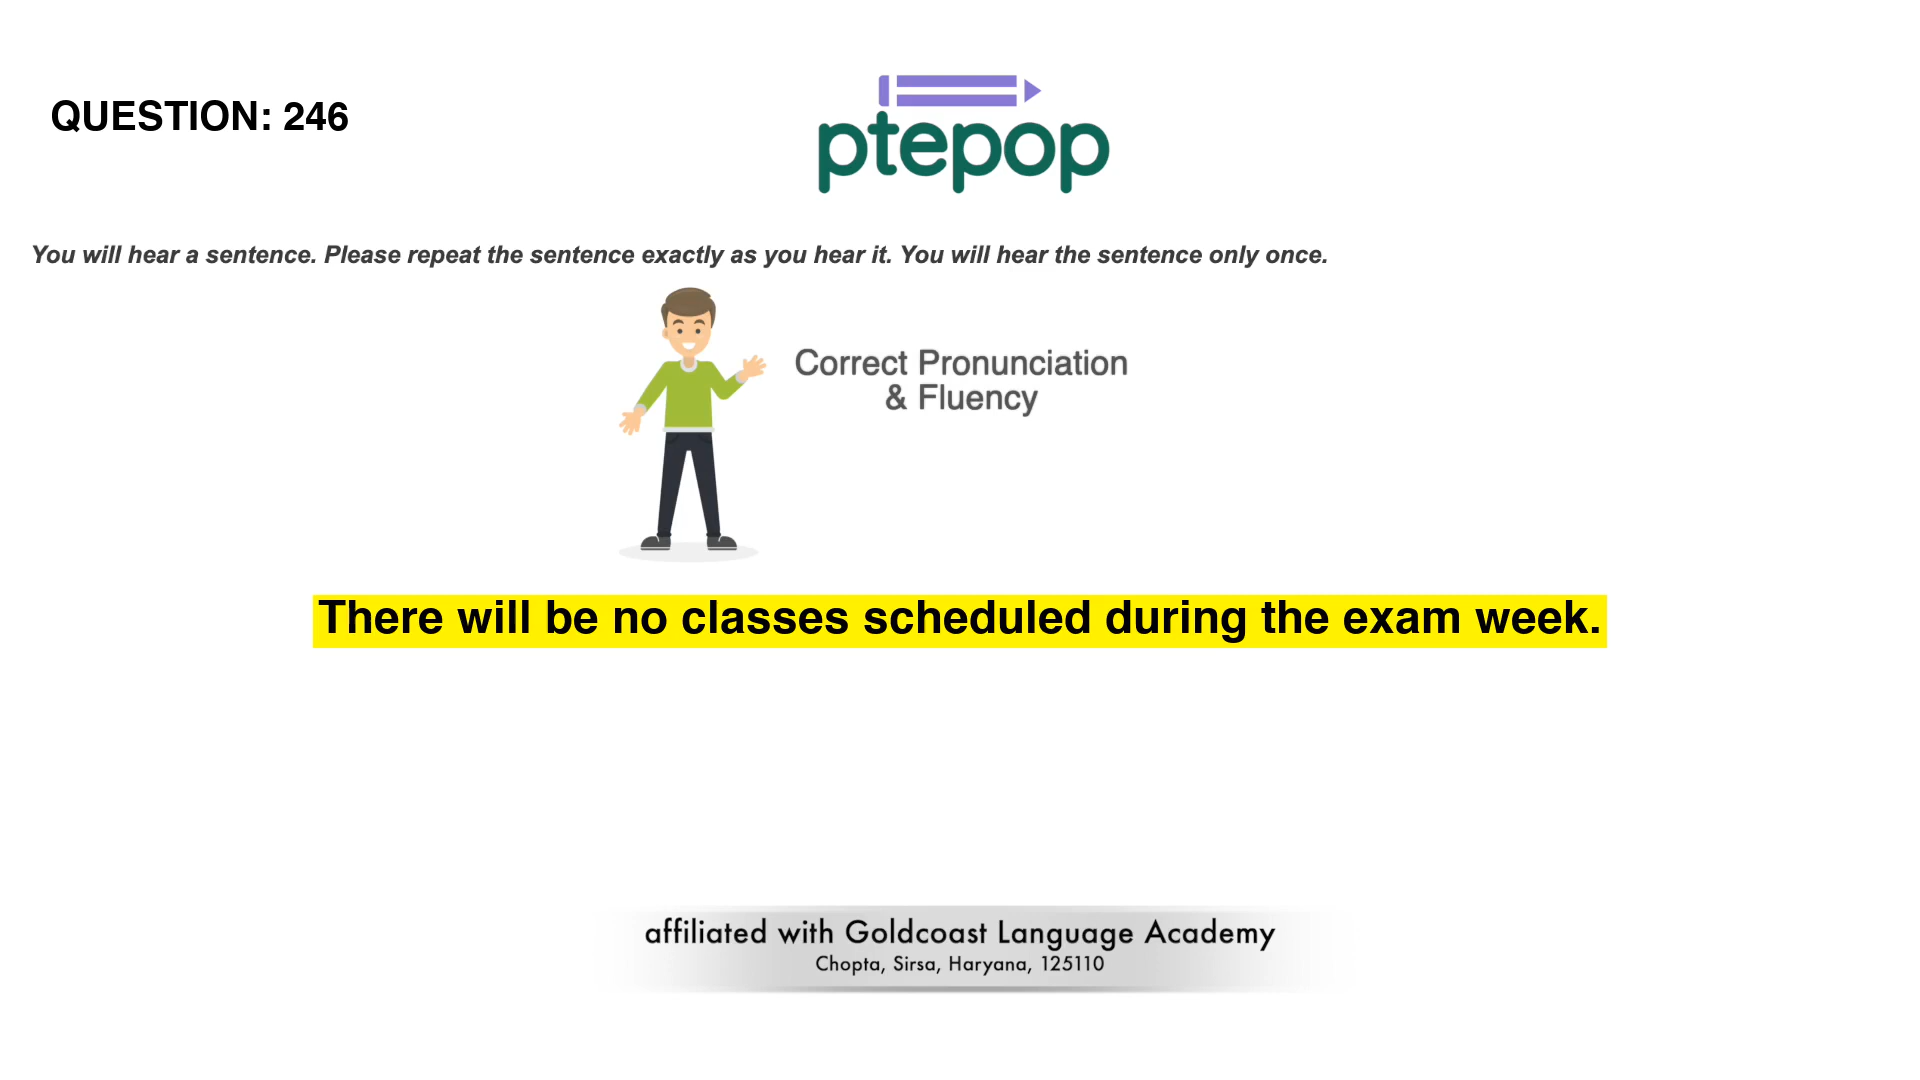 QUESTION: 246
ptepop
You will hear a sentence. Please repeat the sentence exactly as you hear it. You will hear the sentence only once.
Correct Pronunciation
& Fluency
There will be no classes scheduled during the exam week.
affiliated with Goldcoast Language Academy
Chopta, Sirsa, Haryana, 125110